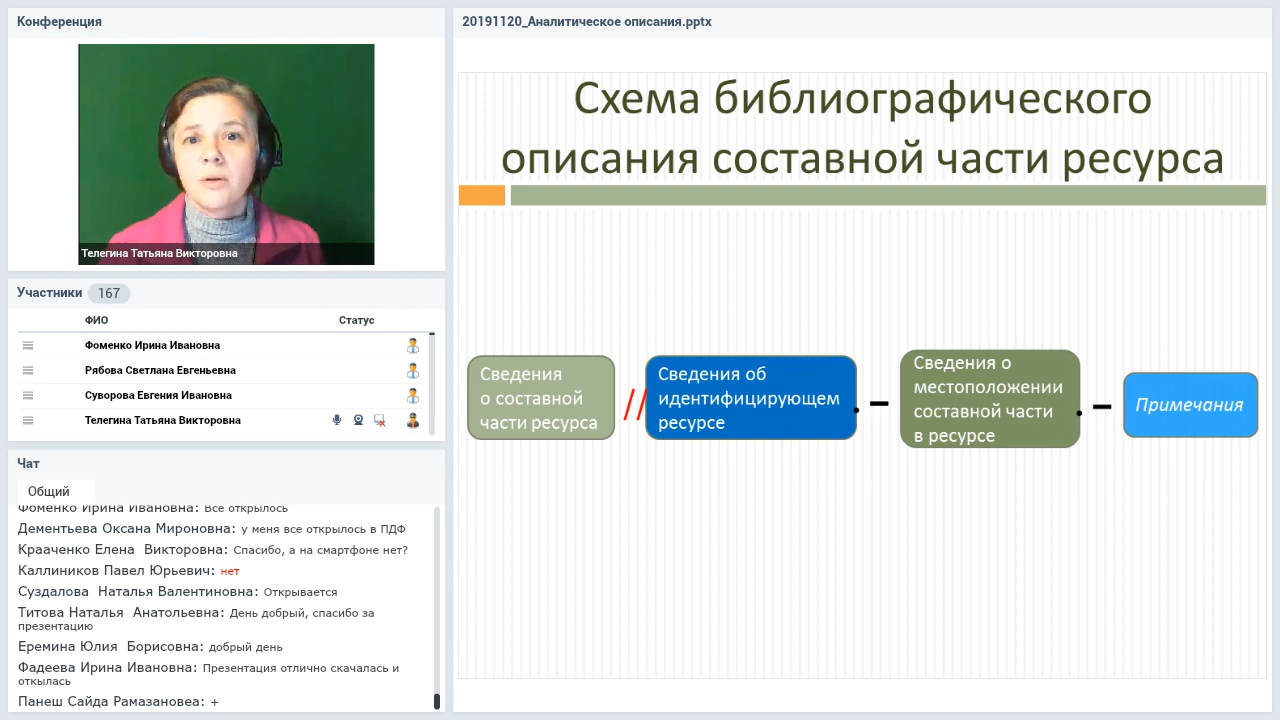 Конференция
Телегина Татьяна Викторовна
Участники 167
ФИО Статус
Фоменко Ирина Ивановна
Рябова Светлана Евгеньевна
Суворова Евгения Ивановна
Телегина Татьяна Викторовна
Чат
Общий
Фоменко Ирина Ивановна: Все открылось
Дементьева Оксана Мироновна: у меня все открылось в ПДФ
Крааченко Елена Викторовна: Спасибо, а на смартфоне нет?
Каллиников Павел Юрьевич: нет
Суздалова Наталья Валентиновна: Открывается
Титова Наталья Анатольевна: День добрый, спасибо за
презентацию
Еремина Юлия Борисовна: добрый день
Фадеева Ирина Ивановна: Презентация отлично скачалась и
откылась
Панеш Сайда Рамазановеа: +
20191120_Аналитическое описания.pptx
Схема библиографического
описания составной части ресурса
Сведения
о составной
части ресурса
//
Сведения об
идентифицирующем
ресурсе
. –
Сведения о
местоположении
составной части
в ресурсе
. –
Примечания